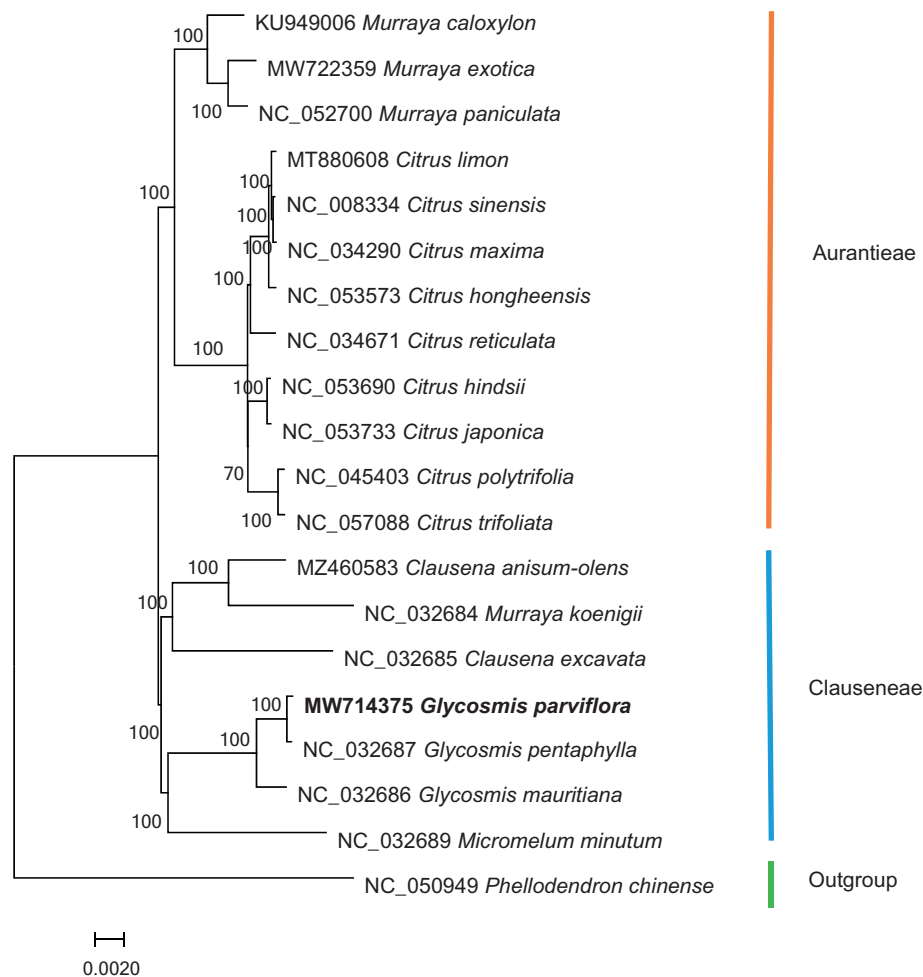 KU949006 Murraya caloxylon
100
MW722359 Murraya exotica
100
NC_052700 Murraya paniculata
MT880608 Citrus limon
100
100
NC_008334 Citrus sinensis
100
100
NC_034290 Citrus maxima
Aurantieae
100
NC_053573 Citrus hongheensis
NC_034671 Citrus reticulata
100
100
NC_053690 Citrus hindsii
NC_053733 Citrus japonica
70
NC_045403 Citrus polytrifolia
100
NC_057088 Citrus trifoliata
100
MZ460583 Clausena anisum-olens
100
NC_032684 Murraya koenigii
NC_032685 Clausena excavata
Clauseneae
MW714375 Glycosmis parviflora
100
100
100
NC_032687 Glycosmis pentaphylla
NC_032686 Glycosmis mauritiana
100
NC_032689 Micromelum minutum
NC_050949 Phellodendron chinense
Outgroup
0.0020